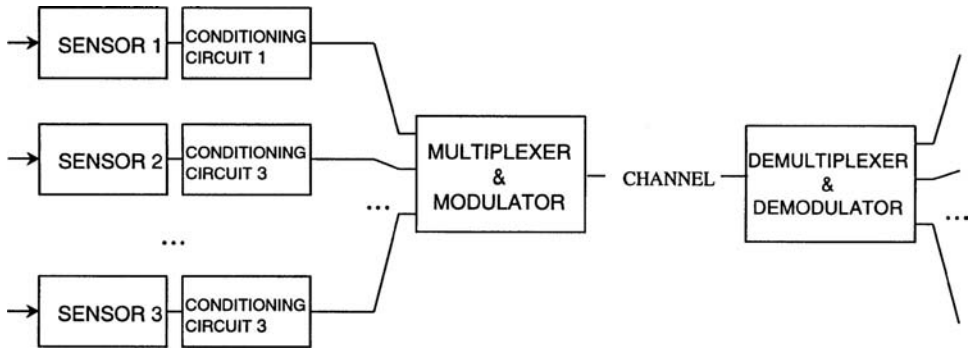 SENSOR 1
CONDITIONING
CIRCUIT 1
SENSOR 2
CONDITIONING
CIRCUIT 3
...
SENSOR 3
CONDITIONING
CIRCUIT 3
...
MULTIPLEXER
&
MODULATOR
CHANNEL
DEMULTIPLEXER
&
DEMODULATOR
...